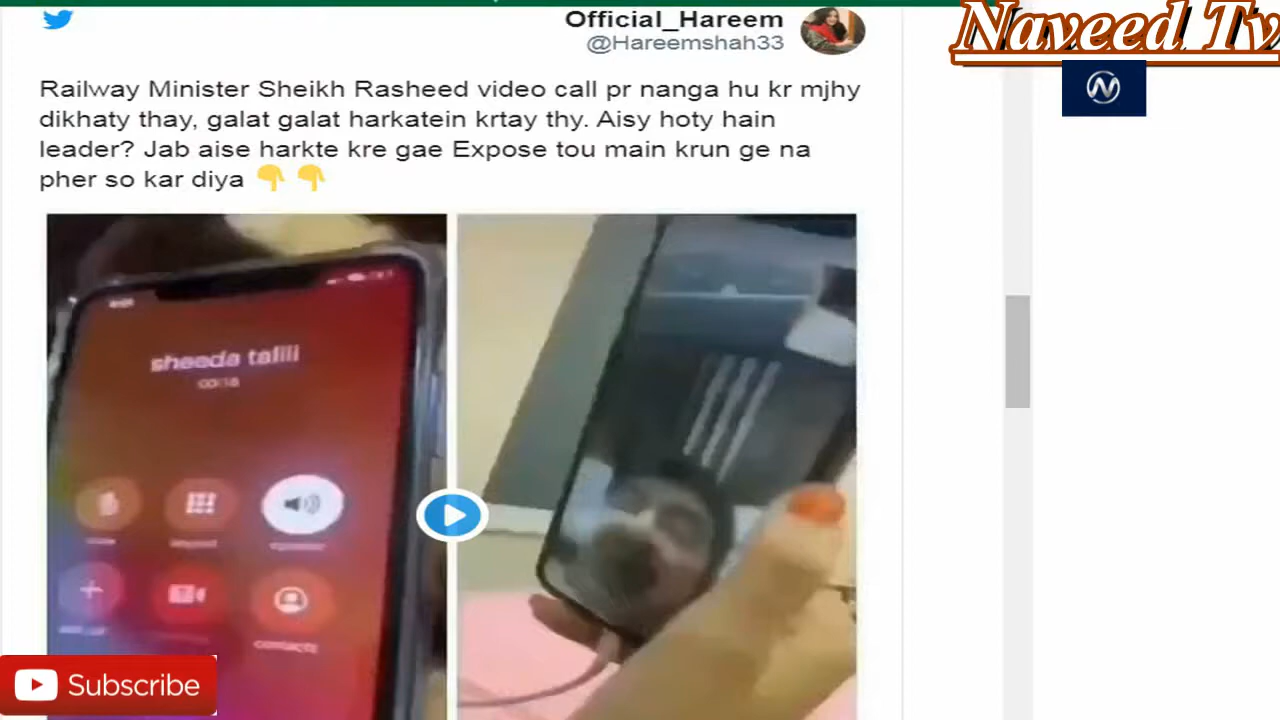 Official_Hareem
@Hareemshah33
Naveed Tv
Railway Minister Sheikh Rasheed video call pr nanga hu kr mjhy
dikhaty thay, galat galat harkatein krtay thy. Aisy hoty hain
leader? Jab aise harkte kre gae Expose tou main krun ge na
pher so kar diya 👇 👇
sheeda talili
contacts
Subscribe